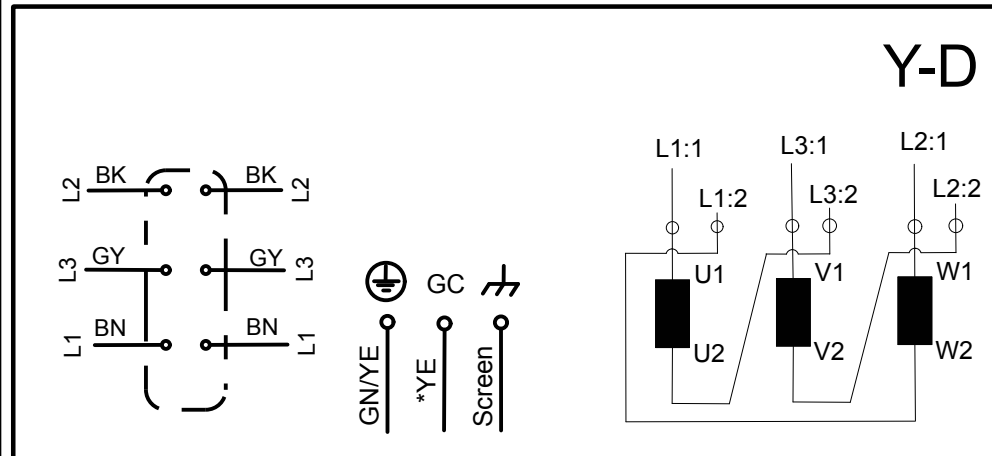 Y-D
L2 BK BK L2
L3 GY GY L3
L1 BN BN L1
GC
GN/YE *YE Screen
L1:1 L3:1 L2:1
L1:2 L3:2 L2:2
U1 V1 W1
U2 V2 W2